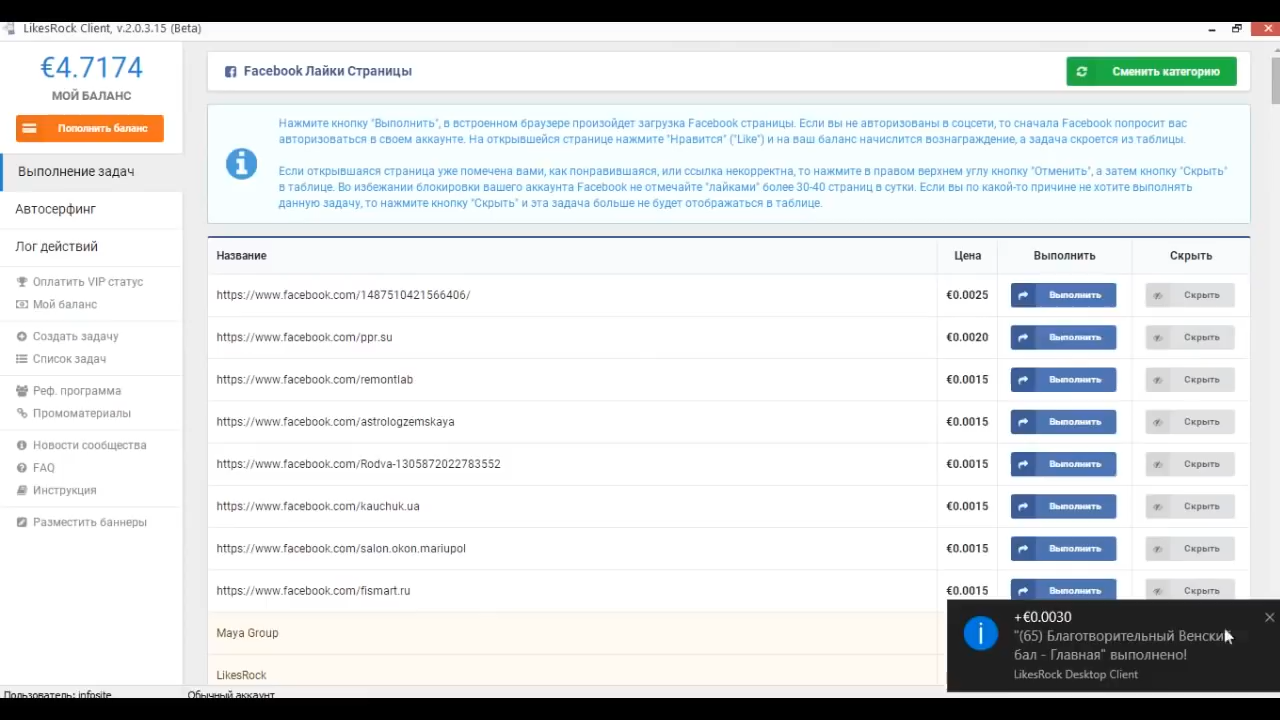 LikesRock Client, v.2.0.3.15 (Beta)
€4.7174
МОЙ БАЛАНС
Пополнить баланс
Выполнение задач
Автосерфинг
Лог действий
Оплатить VIP статус
Мой баланс
Создать задачу
Список задач
Реф. программа
Промоматериалы
Новости сообщества
FAQ
Инструкция
Разместить баннеры
Facebook Лайки Страницы
Сменить категорию
Нажмите кнопку "Выполнить", в встроенном браузере произойдет загрузка Facebook страницы. Если вы не авторизованы в соцсети, то сначала Facebook попросит вас
авторизоваться в своем аккаунте. На открывшейся странице нажмите "Нравится" ("Like") и на ваш баланс начислится вознаграждение, а задача скроется из таблицы.
Если открывшаяся страница уже помечена вами, как понравившаяся, или ссылка некорректна, то нажмите в правом верхнем углу кнопку "Отменить", а затем кнопку "Скрыть"
в таблице. Во избежании блокировки вашего аккаунта Facebook не отмечайте "лайками" более 30-40 страниц в сутки. Если вы по какой-то причине не хотите выполнять
данную задачу, то нажмите кнопку "Скрыть" и эта задача больше не будет отображаться в таблице.
Название Цена Выполнить Скрыть
https://www.facebook.com/1487510421566406/ €0.0025 Выполнить Скрыть
https://www.facebook.com/ppr.su €0.0020 Выполнить Скрыть
https://www.facebook.com/remontlab €0.0015 Выполнить Скрыть
https://www.facebook.com/astrologzemskaya €0.0015 Выполнить Скрыть
https://www.facebook.com/Rodva-1305872022783552 €0.0015 Выполнить Скрыть
https://www.facebook.com/kauchuk.ua €0.0015 Выполнить Скрыть
https://www.facebook.com/salon.okon.mariupol €0.0015 Выполнить Скрыть
https://www.facebook.com/fismart.ru €0.0015 Выполнить Скрыть
Maya Group
LikesRock
+€0.0030
"(65) Благотворительный Венский
бал - Главная" выполнено!
LikesRock Desktop Client
Пользователь: infosite Обычный аккаунт